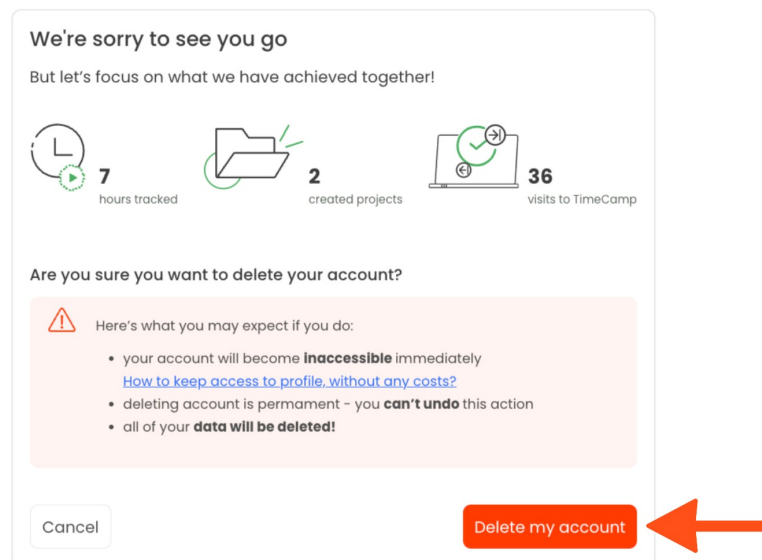 We're sorry to see you go
But let's focus on what we have achieved together!
7
hours tracked
2
created projects
36
visits to TimeCamp
Are you sure you want to delete your account?
Here's what you may expect if you do:
• your account will become inaccessible immediately
How to keep access to profile, without any costs?
• deleting account is permament - you can't undo this action
• all of your data will be deleted!
Cancel
Delete my account